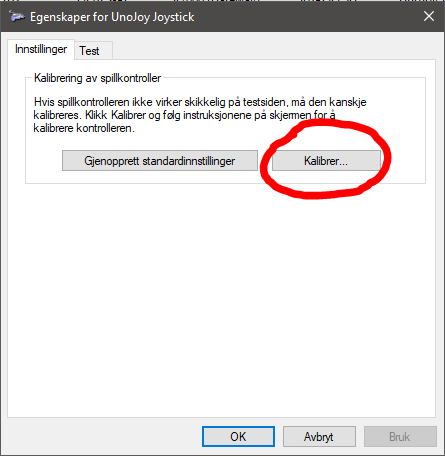 Egenskaper for UnoJoy Joystick
Innstillinger
Test
Kalibrering av spillkontroller
Hvis spillkontrolleren ikke virker skikkelig på testsiden, må den kanskje
kalibreres. Klikk Kalibrer og følg instruksjonene på skjermen for å
kalibrere kontrolleren.
Gjenopprett standardinnstillinger
Kalibrer...
OK
Avbryt
Bruk